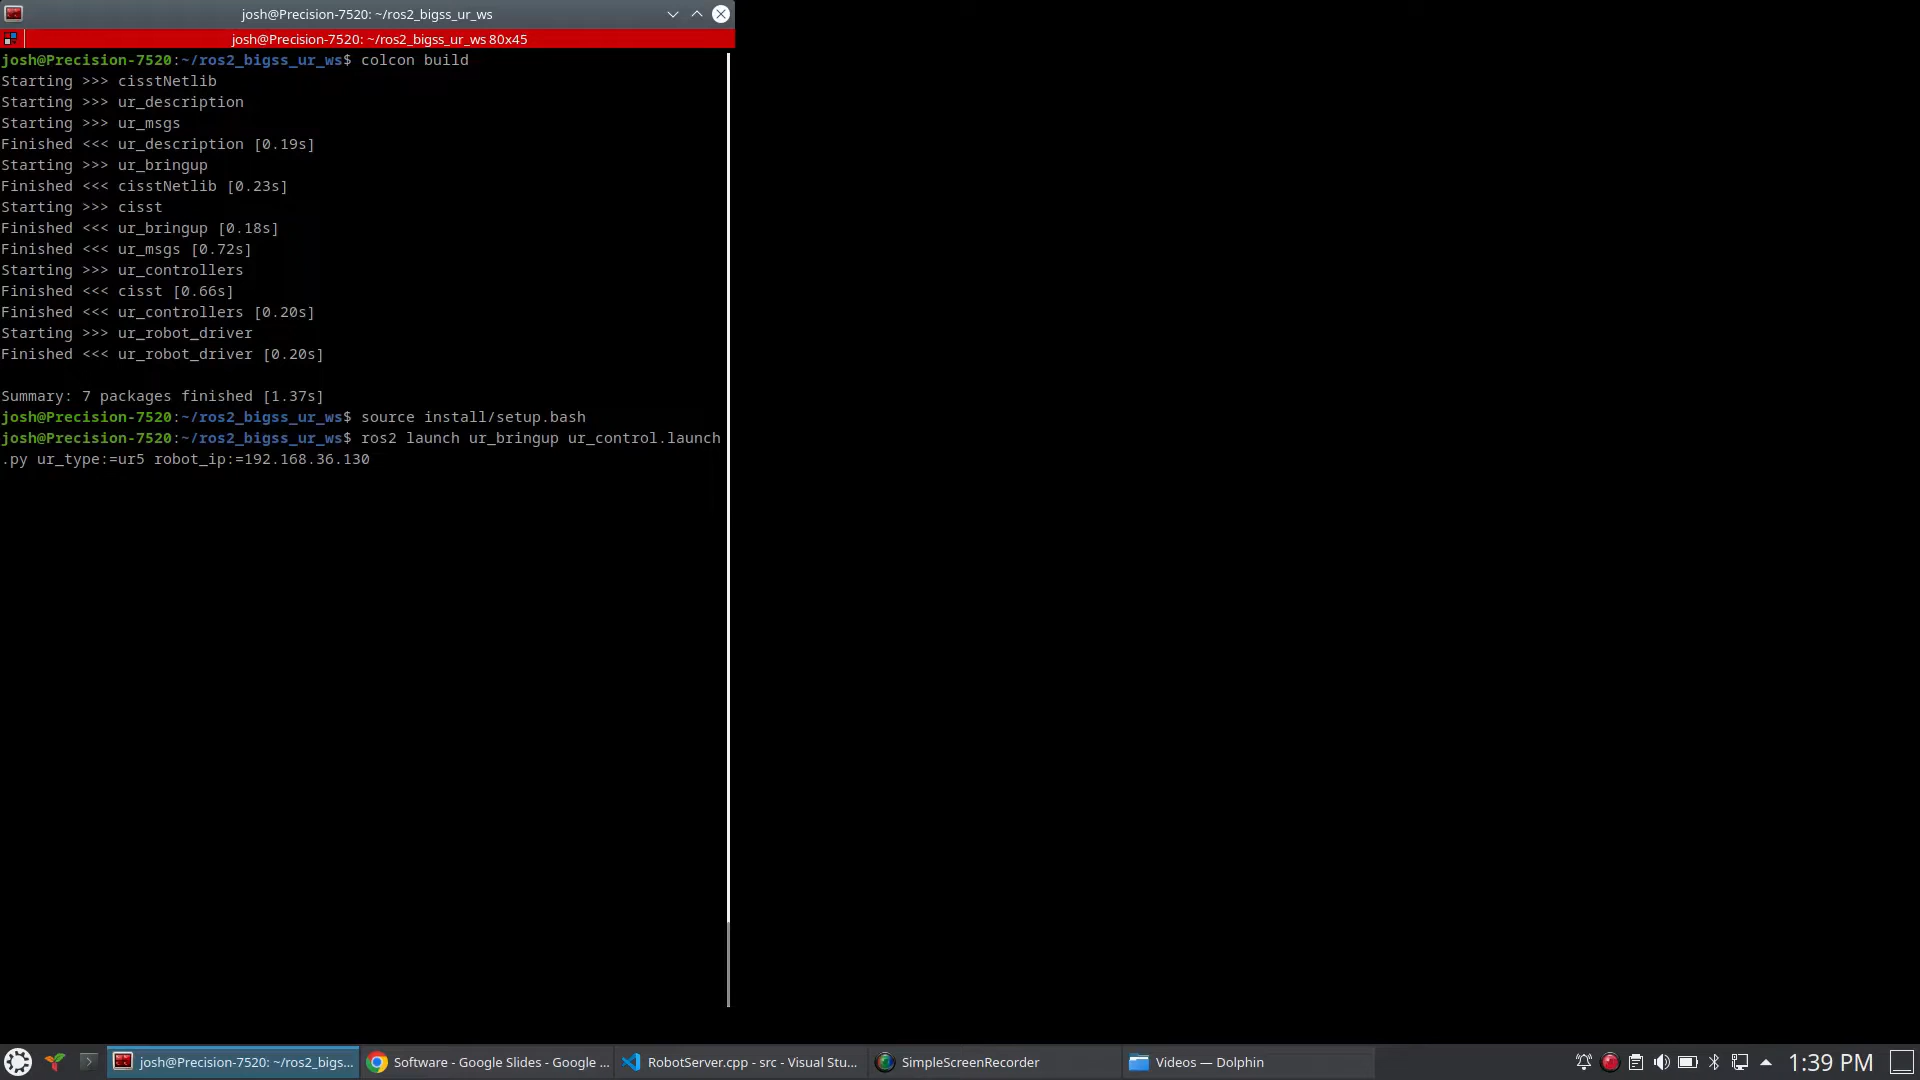 josh@Precision-7520: ~/ros2_bigss_ur_ws
josh@Precision-7520: ~/ros2_bigss_ur_ws 80x45
josh@Precision-7520:~/ros2_bigss_ur_ws$ colcon build
Starting >>> cisstNetlib
Starting >>> ur_description
Starting >>> ur_msgs
Finished <<< ur_description [0.19s]
Starting >>> ur_bringup
Finished <<< cisstNetlib [0.23s]
Starting >>> cisst
Finished <<< ur_bringup [0.18s]
Finished <<< ur_msgs [0.72s]
Starting >>> ur_controllers
Finished <<< cisst [0.66s]
Finished <<< ur_controllers [0.20s]
Starting >>> ur_robot_driver
Finished <<< ur_robot_driver [0.20s]
Summary: 7 packages finished [1.37s]
josh@Precision-7520:~/ros2_bigss_ur_ws$ source install/setup.bash
josh@Precision-7520:~/ros2_bigss_ur_ws$ ros2 launch ur_bringup ur_control.launch
.py ur_type:=ur5 robot_ip:=192.168.36.130
josh@Precision-7520: ~/ros2_bigs... Software - Google Slides - Google ... RobotServer.cpp - src - Visual Stu... SimpleScreenRecorder Videos — Dolphin 1:39 PM